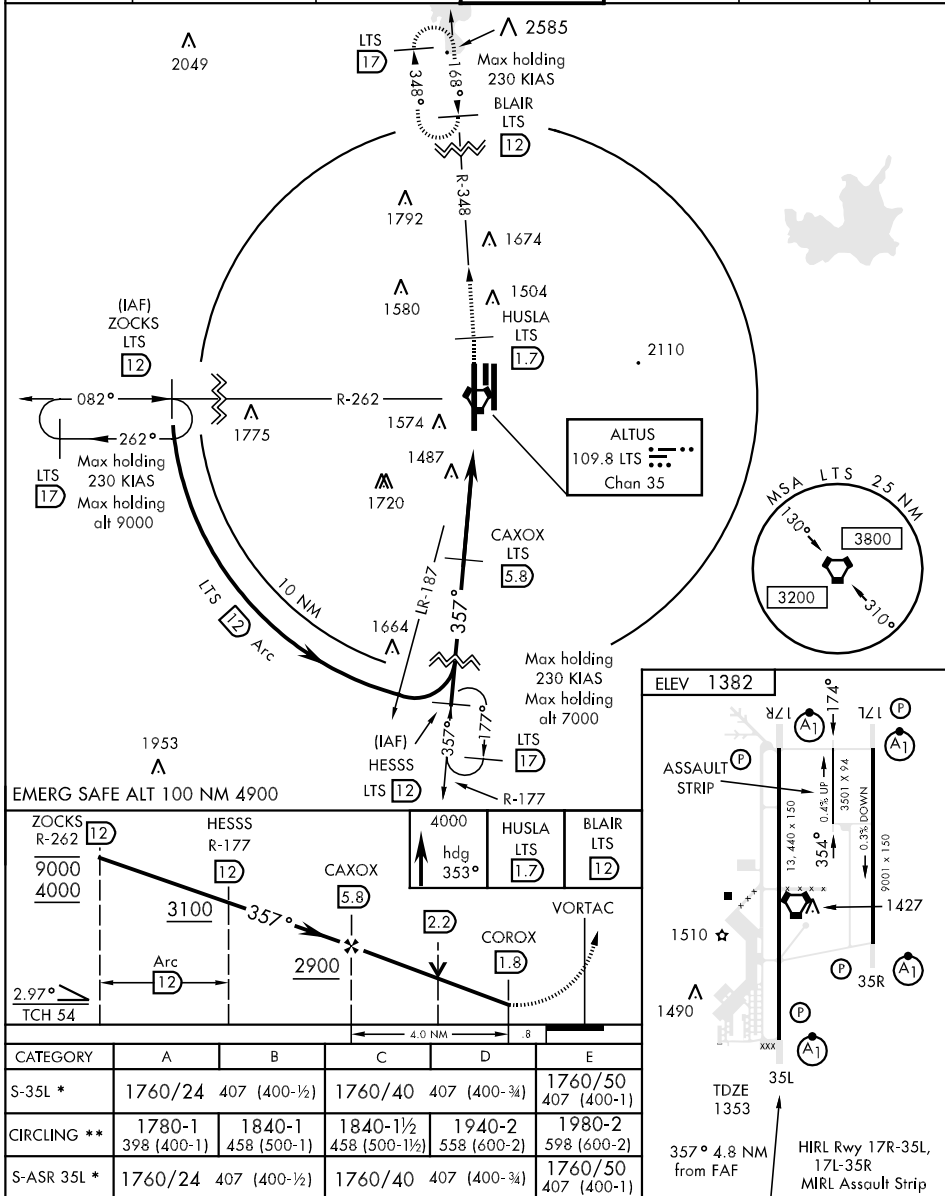 2049
LTS
17
2585
Max holding
230 KIAS
348°
168°
BLAIR
LTS
12
R-348
1792
1674
1580
1504
HUSLA
LTS
1.7
(IAF)
ZOCKS
LTS
12
2110
082°
R-262
262°
1775
1574
LTS
17
Max holding
230 KIAS
Max holding
alt 9000
1487
1720
ALTUS
109.8 LTS
Chan 35
MSA LTS 25 NM
130°
3800
3200
310°
CAXOX
LTS
5.8
LR-187
357°
10 NM
LTS 12 Arc
1664
Max holding
230 KIAS
Max holding
alt 7000
(IAF)
HESSS
LTS 12
357°
177°
LTS
17
R-177
1953
EMERG SAFE ALT 100 NM 4900
ELEV 1382
174°
17R
17L
P
A1
A1
P
ASSAULT
STRIP
0.4% UP
3501 X 94
13, 440 x 150
354°
0.3% DOWN
9001 x 150
1427
1510
P
35R
A1
1490
P
A1
xxx
35L
TDZE
1353
357° 4.8 NM
from FAF
HIRL Rwy 17R-35L,
17L-35R
MIRL Assault Strip
ZOCKS
R-262
12
9000
4000
HESSS
R-177
12
3100
357°
CAXOX
5.8
2900
2.2
COROX
1.8
VORTAC
4000
hdg
353°
HUSLA
LTS
1.7
BLAIR
LTS
12
Arc
12
2.97°
TCH 54
4.0 NM
.8
CATEGORY A B C D E
S-35L * 1760/24 407 (400-½) 1760/40 407 (400-¾) 1760/50 407 (400-1)
CIRCLING ** 1780-1 398 (400-1) 1840-1 458 (500-1) 1840-1½ 458 (500-1½) 1940-2 558 (600-2) 1980-2 598 (600-2)
S-ASR 35L * 1760/24 407 (400-½) 1760/40 407 (400-¾) 1760/50 407 (400-1)